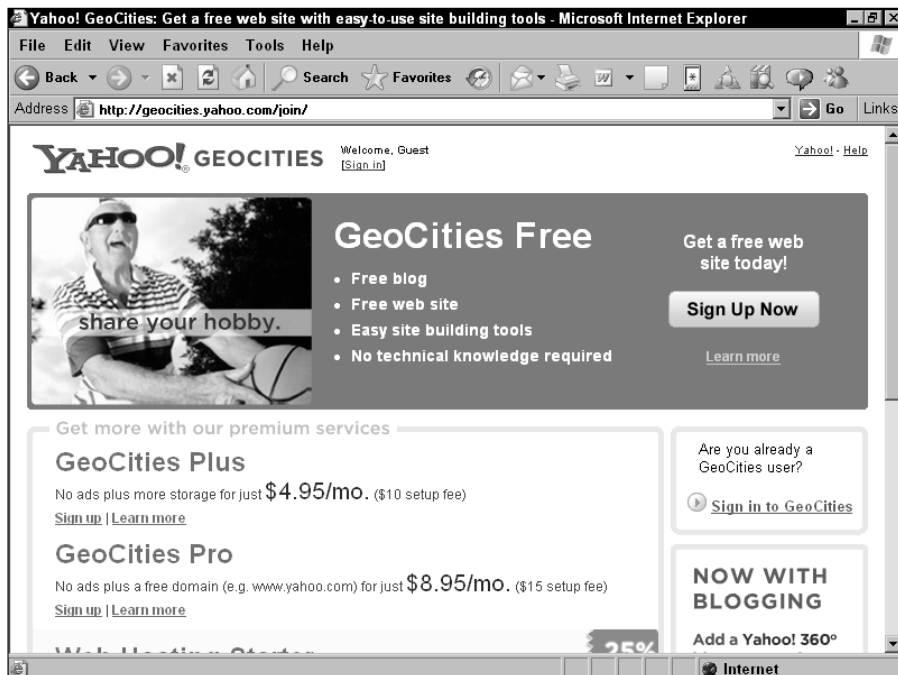 Yahoo! GeoCities: Get a free web site with easy-to-use site building tools - Microsoft Internet Explorer
File Edit View Favorites Tools Help
Back Search Favorites
Address http://geocities.yahoo.com/join/ Go Links
YAHOO!® GEOCITIES
Welcome, Guest
[Sign in]
Yahoo! - Help
share your hobby.
GeoCities Free
• Free blog
• Free web site
• Easy site building tools
• No technical knowledge required
Get a free web
site today!
Sign Up Now
Learn more
Get more with our premium services
GeoCities Plus
No ads plus more storage for just $4.95/mo. ($10 setup fee)
Sign up | Learn more
GeoCities Pro
No ads plus a free domain (e.g. www.yahoo.com) for just $8.95/mo. ($15 setup fee)
Sign up | Learn more
Web Hosting Starter
25%
Are you already a
GeoCities user?
Sign in to GeoCities
NOW WITH
BLOGGING
Add a Yahoo! 360º
Internet